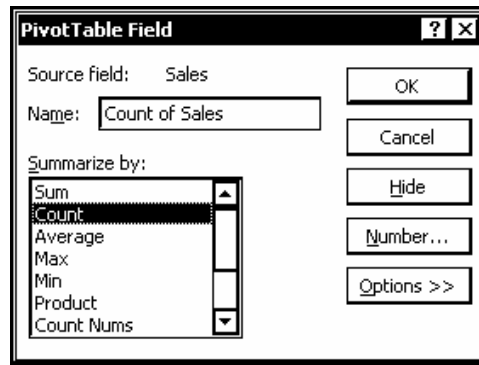 PivotTable Field
Source field: Sales
Name: Count of Sales
Summarize by:
Sum
Count
Average
Max
Min
Product
Count Nums
OK
Cancel
Hide
Number...
Options >>